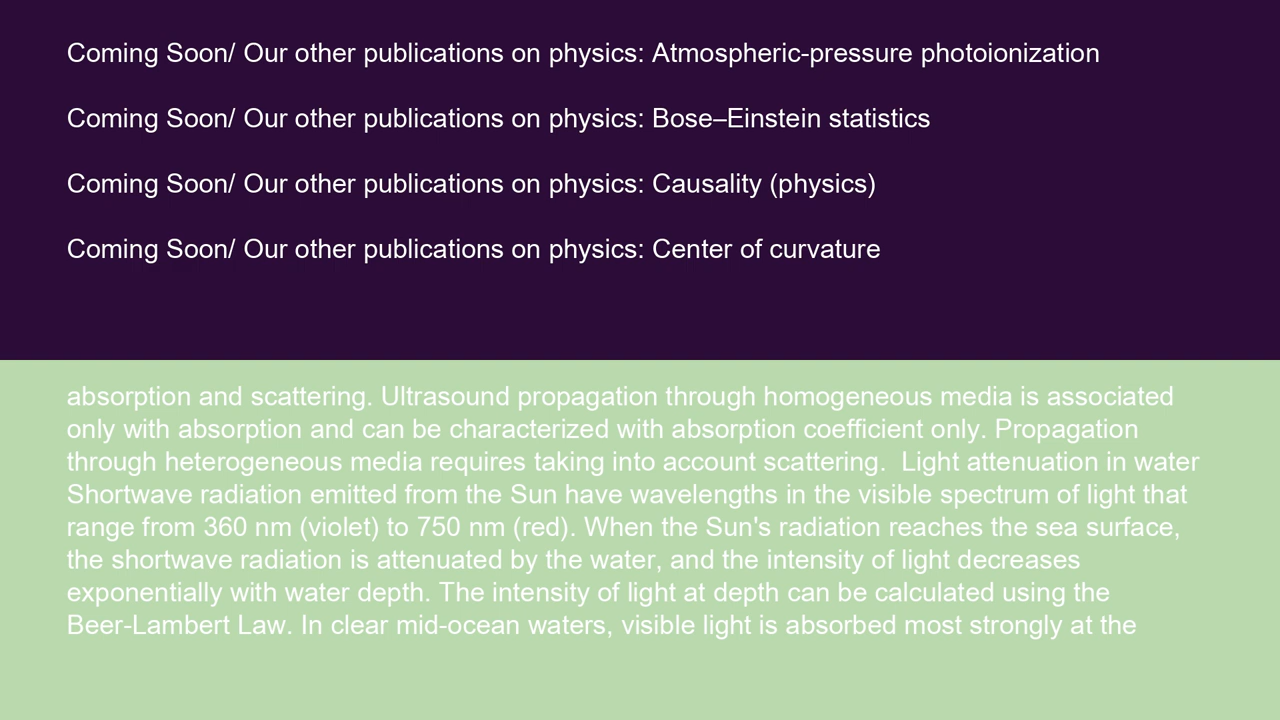 Coming Soon/ Our other publications on physics: Atmospheric-pressure photoionization
Coming Soon/ Our other publications on physics: Bose–Einstein statistics
Coming Soon/ Our other publications on physics: Causality (physics)
Coming Soon/ Our other publications on physics: Center of curvature
absorption and scattering. Ultrasound propagation through homogeneous media is associated
only with absorption and can be characterized with absorption coefficient only. Propagation
through heterogeneous media requires taking into account scattering.  Light attenuation in water
Shortwave radiation emitted from the Sun have wavelengths in the visible spectrum of light that
range from 360 nm (violet) to 750 nm (red). When the Sun's radiation reaches the sea surface,
the shortwave radiation is attenuated by the water, and the intensity of light decreases
exponentially with water depth. The intensity of light at depth can be calculated using the
Beer-Lambert Law. In clear mid-ocean waters, visible light is absorbed most strongly at the